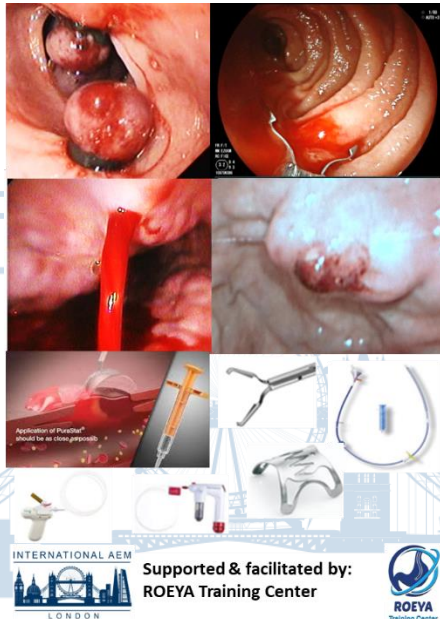 Application of PuraStat®
should be as close as possible
INTERNATIONAL AEM
LONDON
Supported & facilitated by:
ROEYA Training Center
ROEYA
Training Center